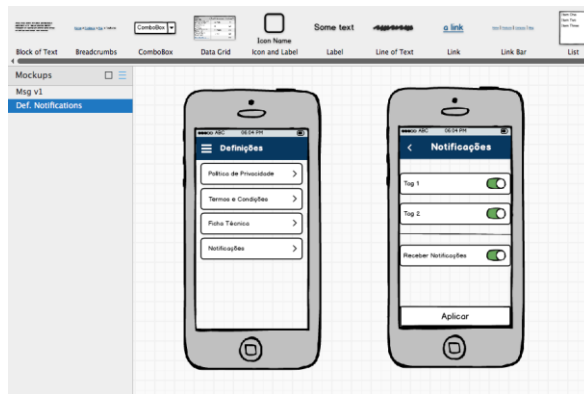 ComboBox
Icon Name
Some text
a link
Block of Text
Breadcrumbs
ComboBox
Data Grid
Icon and Label
Label
Line of Text
Link
Link Bar
List
Mockups
Msg v1
Def. Notifications
ABC 08:04 PM
Definições
Política de Privacidade
Termos e Condições
Ficha Técnica
Notificações
ABC 08:04 PM
Notificações
Tag 1
Tag 2
Receber Notificações
Aplicar